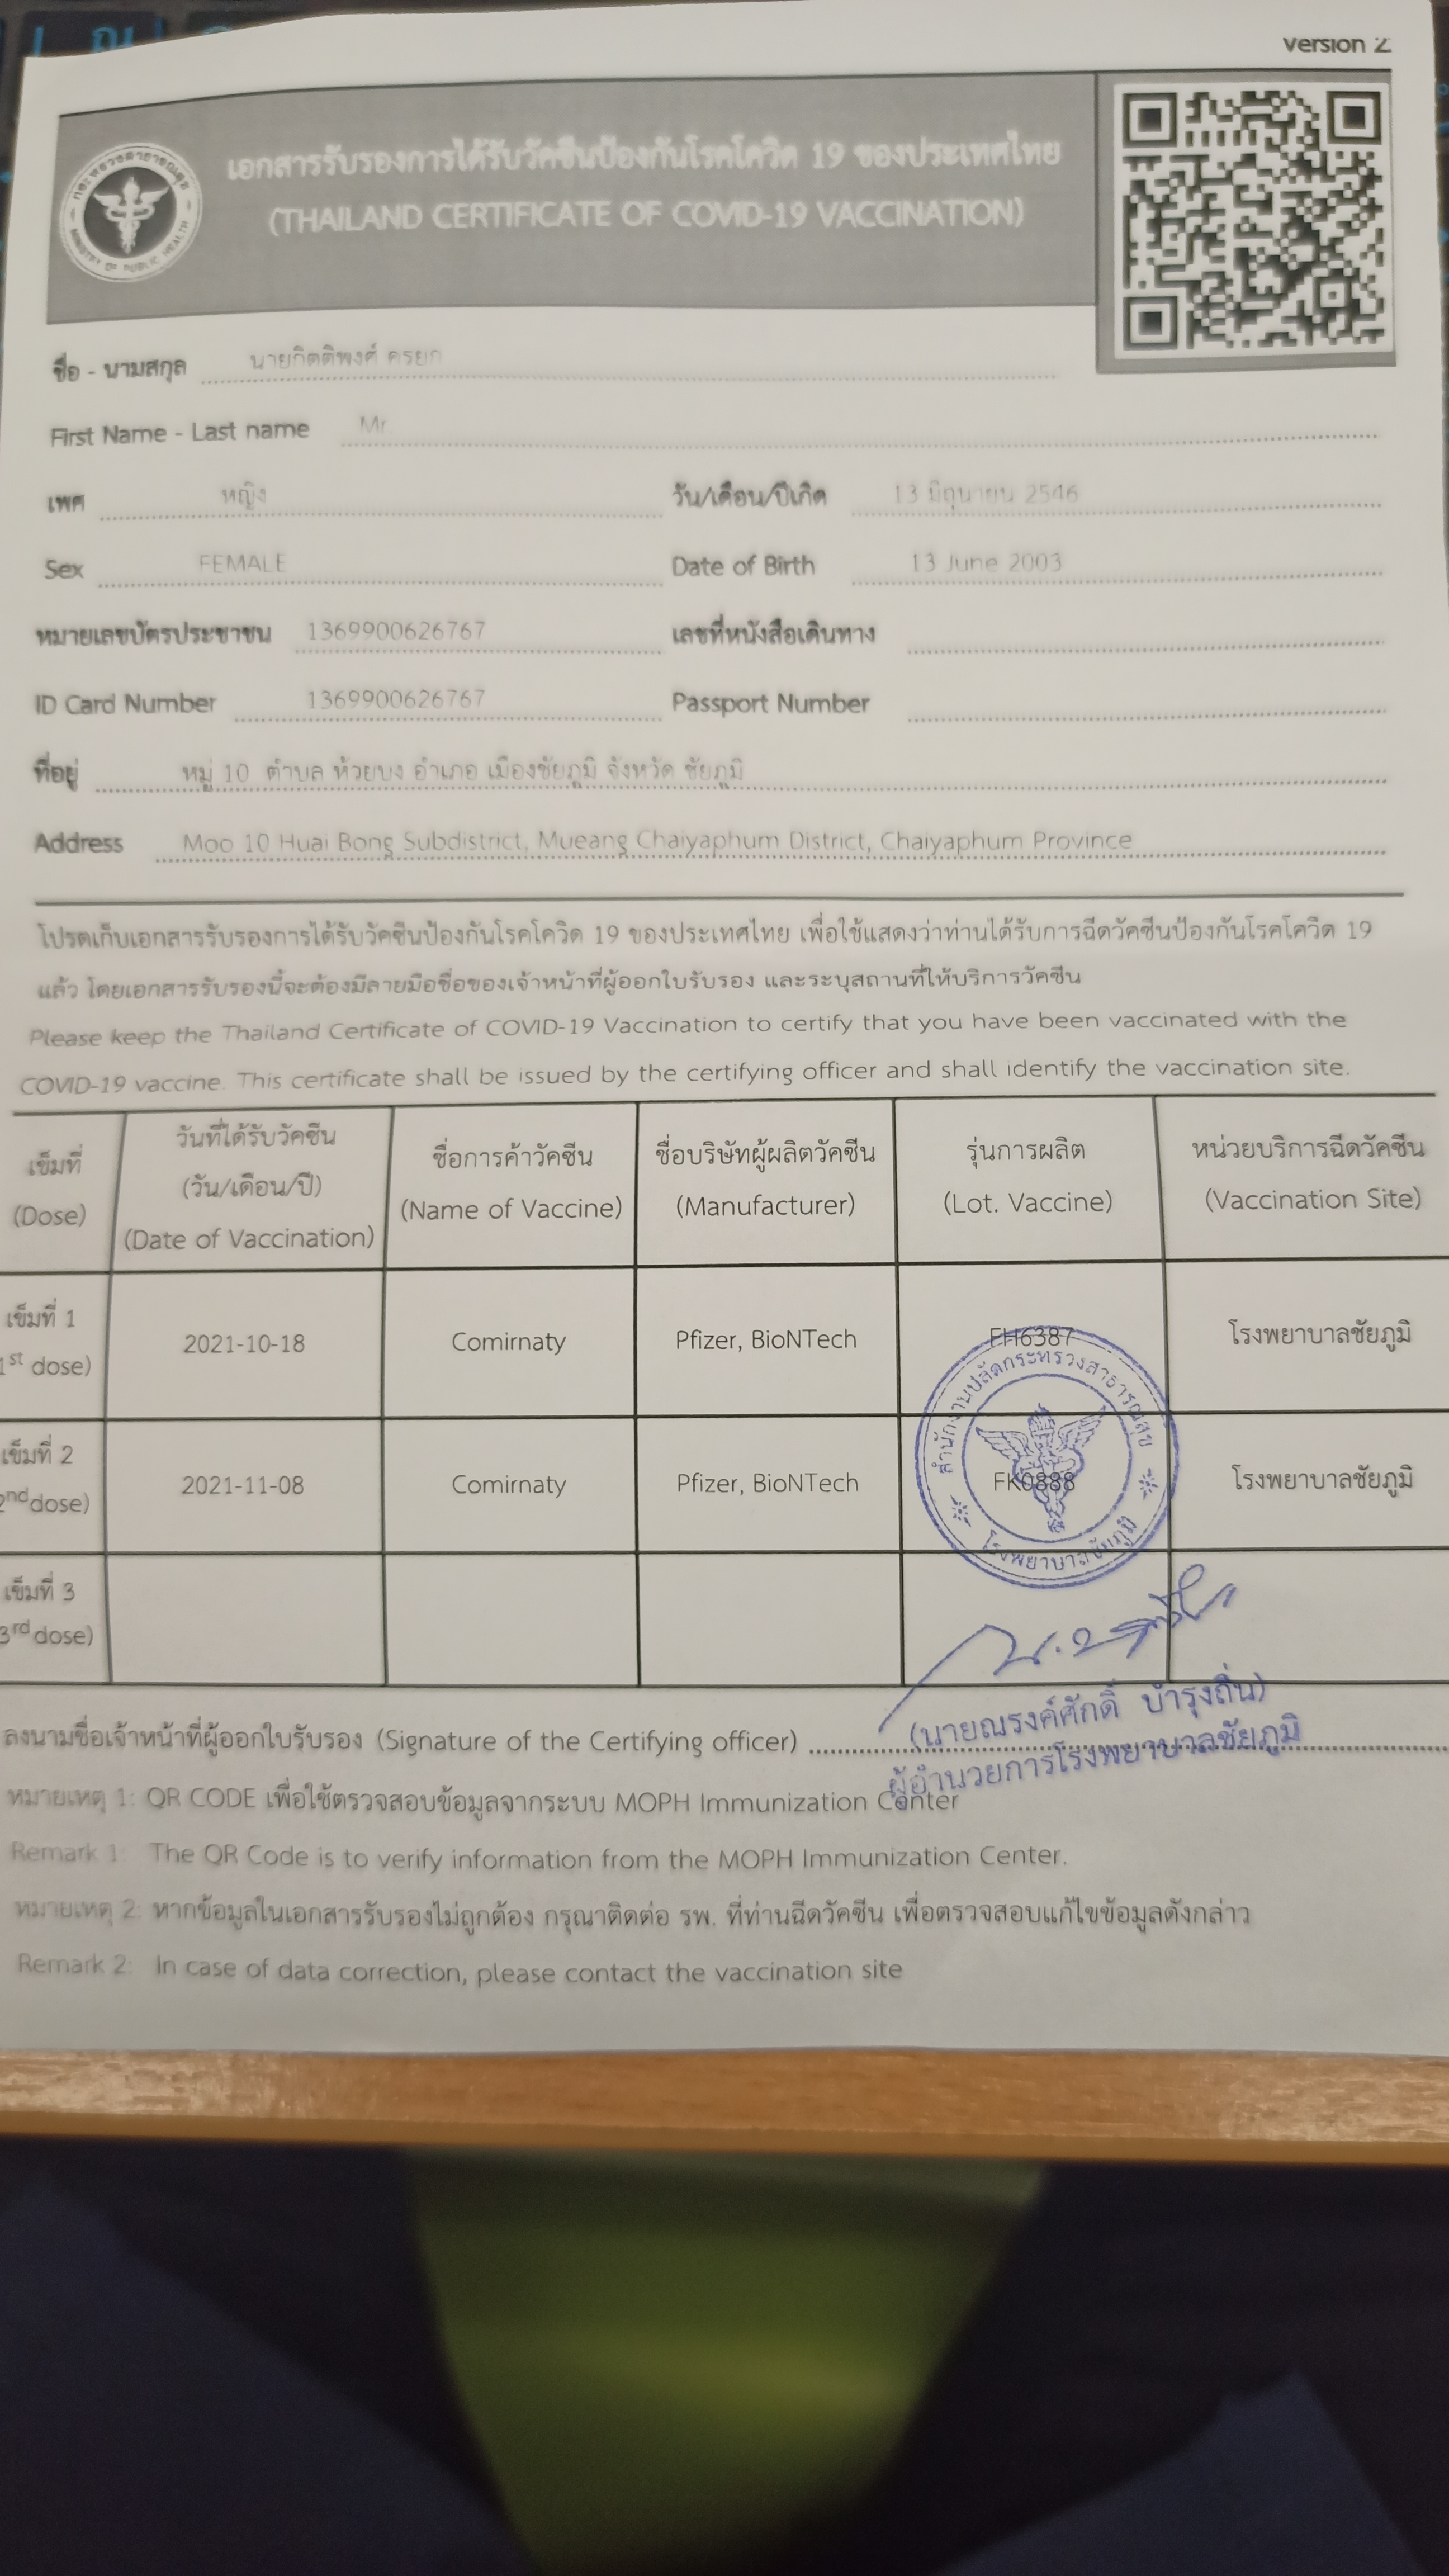 Version 2
เอกสารรับรองการได้รับวัคซีนป้องกันโรคโควิด 19 ของประเทศไทย
(THAILAND CERTIFICATE OF COVID-19 VACCINATION)
กระทรวงสาธารณสุข
MINISTRY OF PUBLIC HEALTH
ชื่อ - นามสกุล นายกิตติพงศ์ ครยก
First Name - Last name Mr
เพศ หญิง วัน/เดือน/ปีเกิด 13 มิถุนายน 2546
Sex FEMALE Date of Birth 13 June 2003
หมายเลขบัตรประชาชน 1369900626767 เลขที่หนังสือเดินทาง
ID Card Number 1369900626767 Passport Number
ที่อยู่ หมู่ 10 ตำบล ห้วยบง อำเภอ เมืองชัยภูมิ จังหวัด ชัยภูมิ
Address Moo 10 Huai Bong Subdistrict, Mueang Chaiyaphum District, Chaiyaphum Province
โปรดเก็บเอกสารรับรองการได้รับวัคซีนป้องกันโรคโควิด 19 ของประเทศไทย เพื่อใช้แสดงว่าท่านได้รับการฉีดวัคซีนป้องกันโรคโควิด 19
แล้ว โดยเอกสารรับรองนี้จะต้องมีลายมือชื่อของเจ้าหน้าที่ผู้ออกใบรับรอง และระบุสถานที่ให้บริการวัคซีน
Please keep the Thailand Certificate of COVID-19 Vaccination to certify that you have been vaccinated with the
COVID-19 vaccine. This certificate shall be issued by the certifying officer and shall identify the vaccination site.
เข็มที่ (Dose) วันที่ได้รับวัคซีน (วัน/เดือน/ปี) (Date of Vaccination) ชื่อการค้าวัคซีน (Name of Vaccine) ชื่อบริษัทผู้ผลิตวัคซีน (Manufacturer) รุ่นการผลิต (Lot. Vaccine) หน่วยบริการฉีดวัคซีน (Vaccination Site)
เข็มที่ 1 1st dose) 2021-10-18 Comirnaty Pfizer, BioNTech FH6387 โรงพยาบาลชัยภูมิ
เข็มที่ 2 2nd dose) 2021-11-08 Comirnaty Pfizer, BioNTech FK0888 โรงพยาบาลชัยภูมิ
เข็มที่ 3 3rd dose)
สำนักงานปลัดกระทรวงสาธารณสุข
โรงพยาบาลชัยภูมิ
(นายณรงค์ศักดิ์ บำรุงถิ่น)
ลงนามชื่อเจ้าหน้าที่ผู้ออกใบรับรอง (Signature of the Certifying officer)
ผู้อำนวยการโรงพยาบาลชัยภูมิ
หมายเหตุ 1: QR CODE เพื่อใช้ตรวจสอบข้อมูลจากระบบ MOPH Immunization Center
Remark 1: The QR Code is to verify information from the MOPH Immunization Center.
หมายเหตุ 2: หากข้อมูลในเอกสารรับรองไม่ถูกต้อง กรุณาติดต่อ รพ. ที่ท่านฉีดวัคซีน เพื่อตรวจสอบแก้ไขข้อมูลดังกล่าว
Remark 2: In case of data correction, please contact the vaccination site